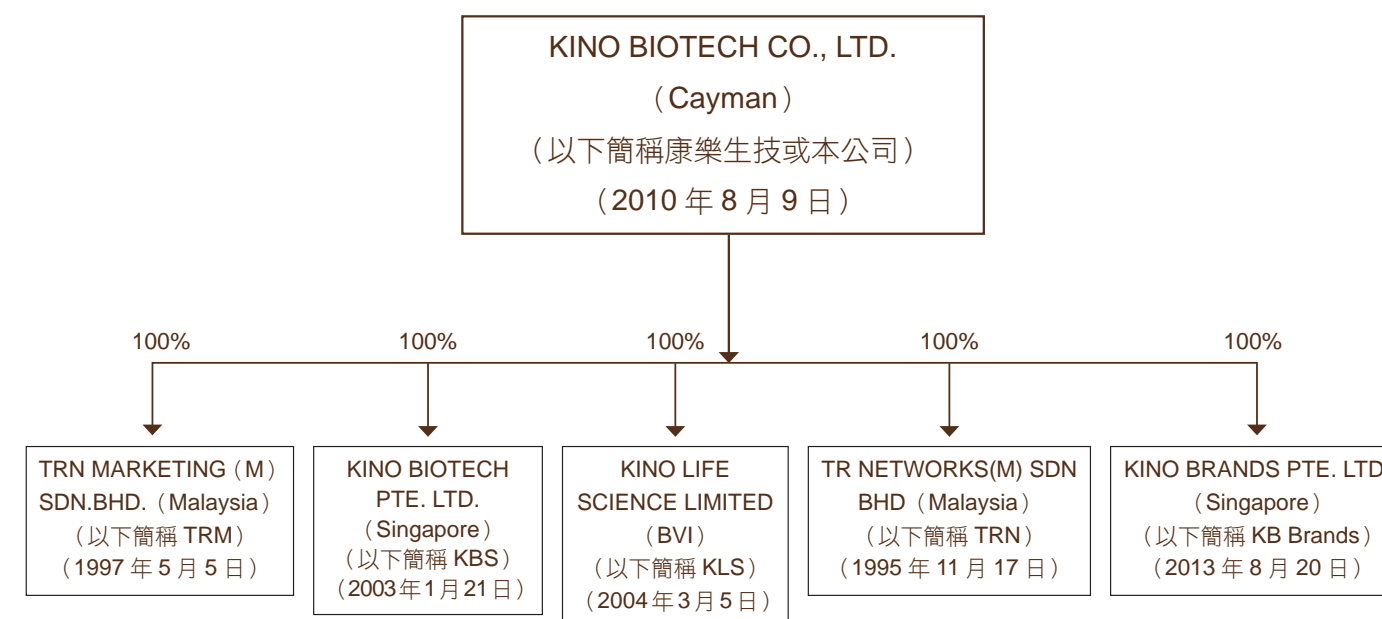 KINO BIOTECH CO., LTD.
（Cayman）
（以下簡稱康樂生技或本公司）
（2010 年 8 月 9 日）
100%
100%
100%
100%
100%
TRN MARKETING（M）
SDN.BHD.（Malaysia）
（以下簡稱 TRM）
（1997 年 5 月 5 日）
KINO BIOTECH
PTE. LTD.
（Singapore）
（以下簡稱 KBS）
（2003年1月21日）
KINO LIFE
SCIENCE LIMITED
（BVI）
（以下簡稱 KLS）
（2004年3月5日）
TR NETWORKS(M) SDN
BHD（Malaysia）
（以下簡稱 TRN）
（1995 年 11 月 17 日）
KINO BRANDS PTE. LTD
（Singapore）
（以下簡稱 KB Brands）
（2013 年 8 月 20 日）